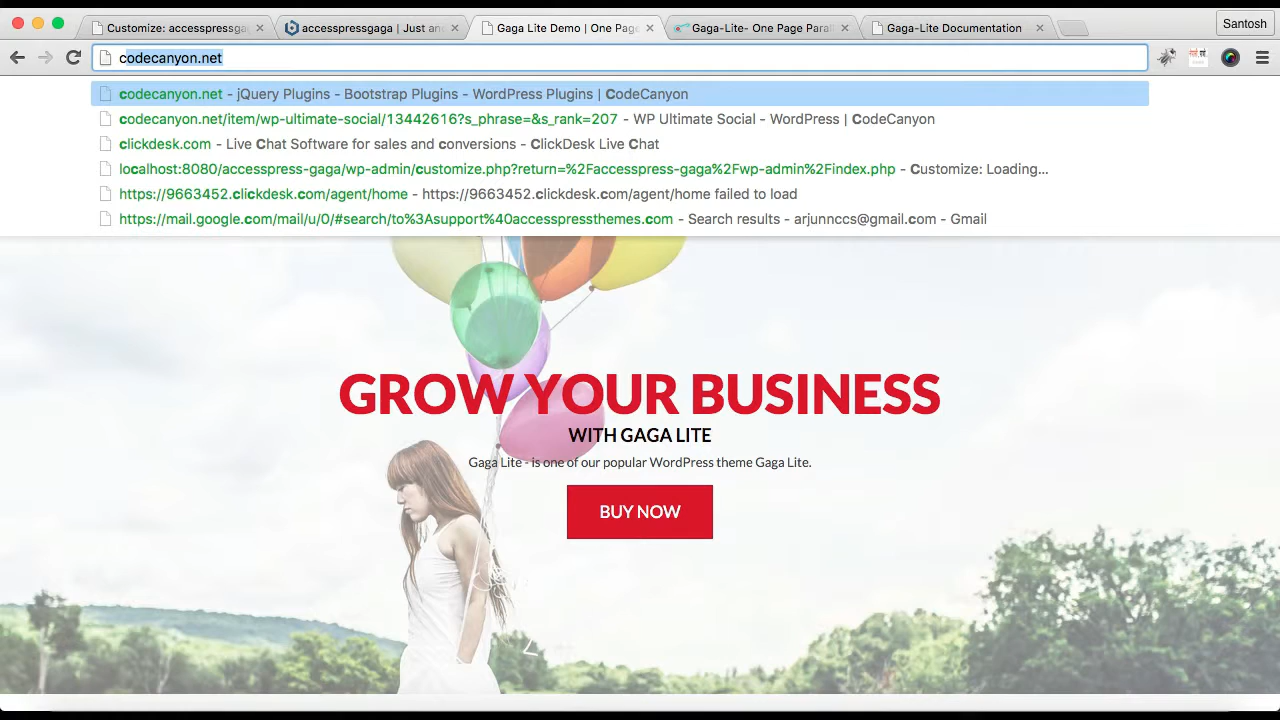 Customize: accesspressga
accesspressgaga | Just an
Gaga Lite Demo | One Page
Gaga-Lite- One Page Paral
Gaga-Lite Documentation
Santosh
codecanyon.net
codecanyon.net - jQuery Plugins - Bootstrap Plugins - WordPress Plugins | CodeCanyon
codecanyon.net/item/wp-ultimate-social/13442616?s_phrase=&s_rank=207 - WP Ultimate Social - WordPress | CodeCanyon
clickdesk.com - Live Chat Software for sales and conversions - ClickDesk Live Chat
localhost:8080/accesspress-gaga/wp-admin/customize.php?return=%2Faccesspress-gaga%2Fwp-admin%2Findex.php - Customize: Loading...
https://9663452.clickdesk.com/agent/home - https://9663452.clickdesk.com/agent/home failed to load
https://mail.google.com/mail/u/0/#search/to%3Asupport%40accesspressthemes.com - Search results - arjunnccs@gmail.com - Gmail
GROW YOUR BUSINESS
WITH GAGA LITE
Gaga Lite - is one of our popular WordPress theme Gaga Lite.
BUY NOW